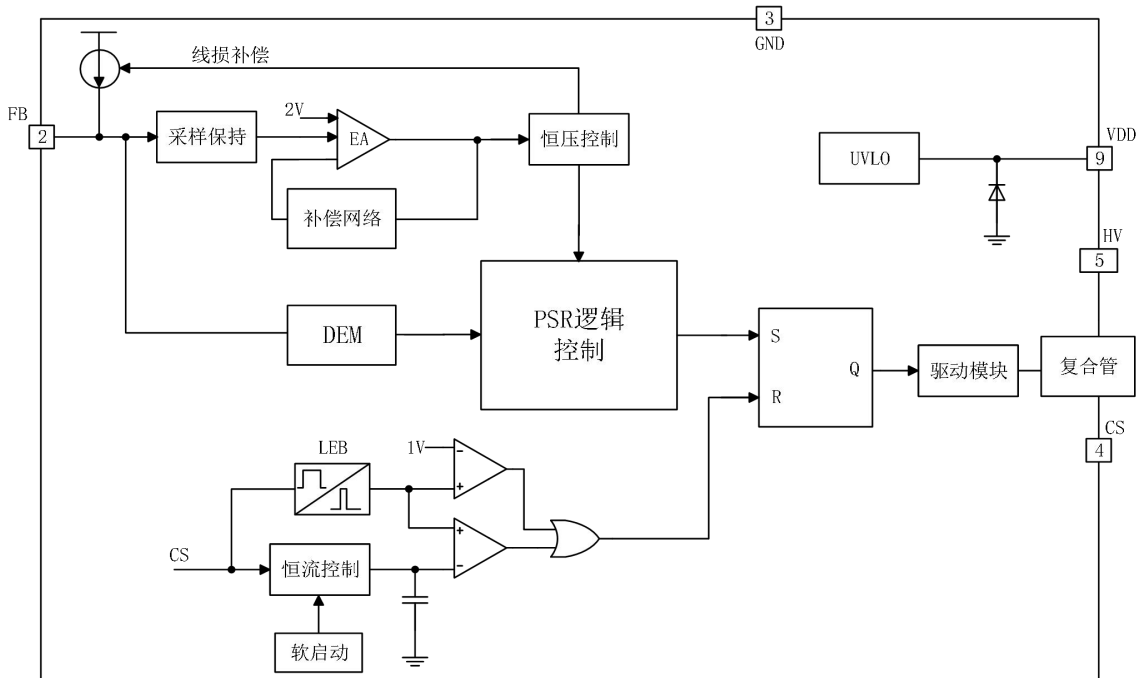 3
GND
线损补偿
FB
2
采样保持
2V
EA
恒压控制
补偿网络
UVLO
VDD
9
HV
5
DEM
PSR逻辑
控制
S
R
Q
驱动模块
复合管
CS
4
LEB
1V
-
+
+
-
CS
恒流控制
软启动